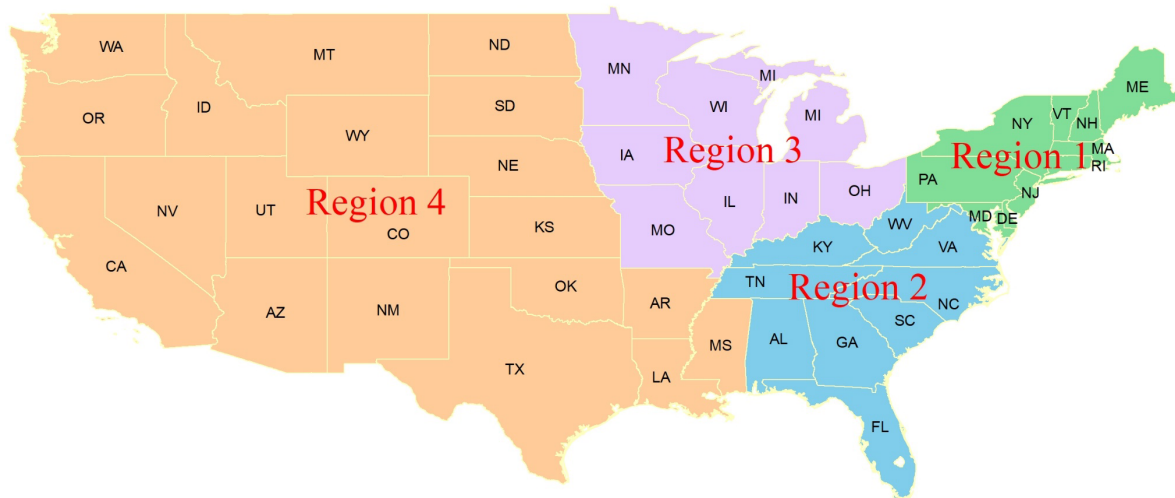 WA
MT
ND
MN
MI
ME
OR
ID
SD
WI
MI
NY
VT
NH
WY
IA
Region 3
Region 1
MA
RI
NE
PA
NJ
NV
UT
Region 4
CO
KS
MO
IL
IN
OH
MD
DE
WV
VA
KY
CA
OK
TN
Region 2
AZ
NM
AR
NC
SC
MS
AL
GA
TX
LA
FL